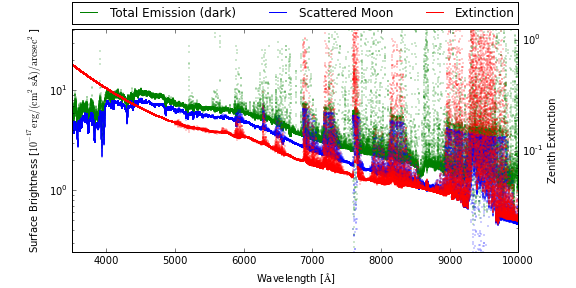 Total Emission (dark) Scattered Moon Extinction
10¹ 10⁰
10⁰ 10⁻¹
Surface Brightness [10⁻¹⁷ erg/(cm² sÅ)/arcsec²]
Zenith Extinction
4000 5000 6000 7000 8000 9000 10000
Wavelength [Å]